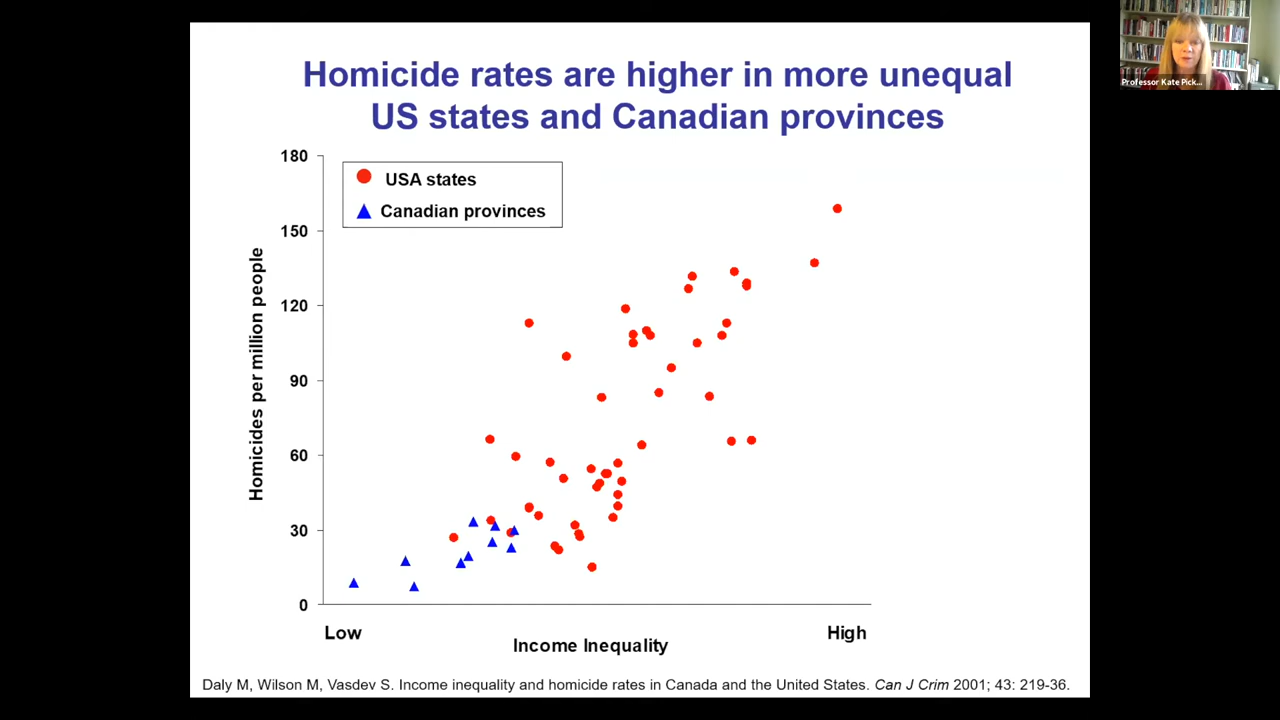 Homicide rates are higher in more unequal
US states and Canadian provinces
Professor Kate Pick...
180
150
120
90
60
30
0
USA states
Canadian provinces
Homicides per million people
Low
High
Income Inequality
Daly M, Wilson M, Vasdev S. Income inequality and homicide rates in Canada and the United States. Can J Crim 2001; 43: 219-36.